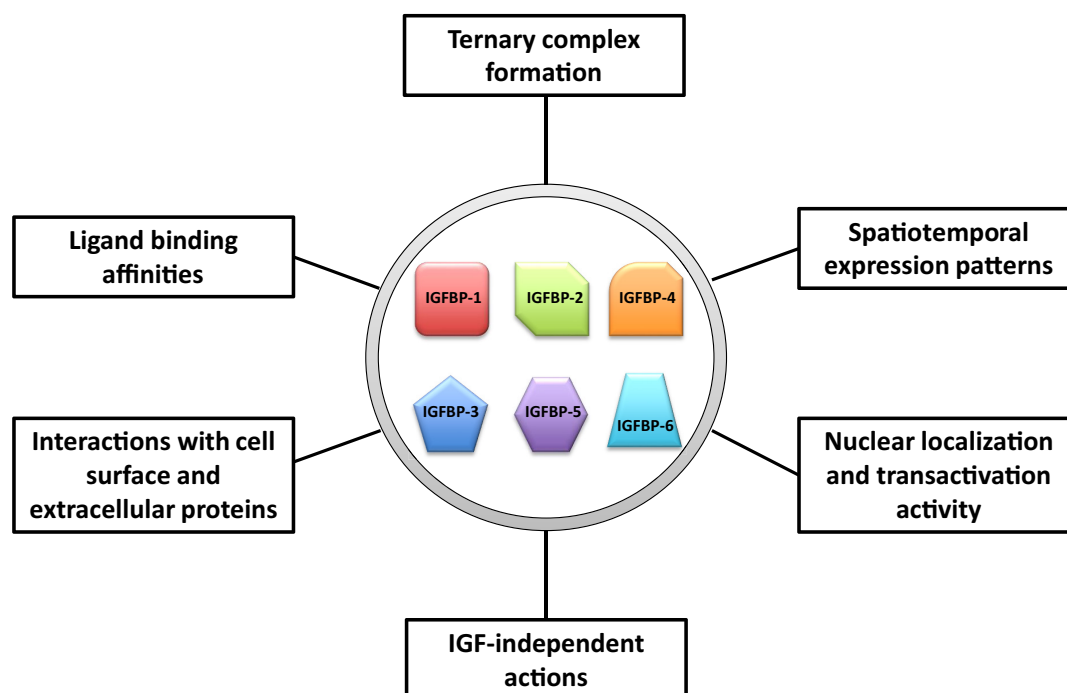 Ternary complex
formation
Ligand binding
affinities
Spatiotemporal
expression patterns
IGFBP-1
IGFBP-2
IGFBP-4
IGFBP-3
IGFBP-5
IGFBP-6
Interactions with cell
surface and
extracellular proteins
Nuclear localization
and transactivation
activity
IGF-independent
actions